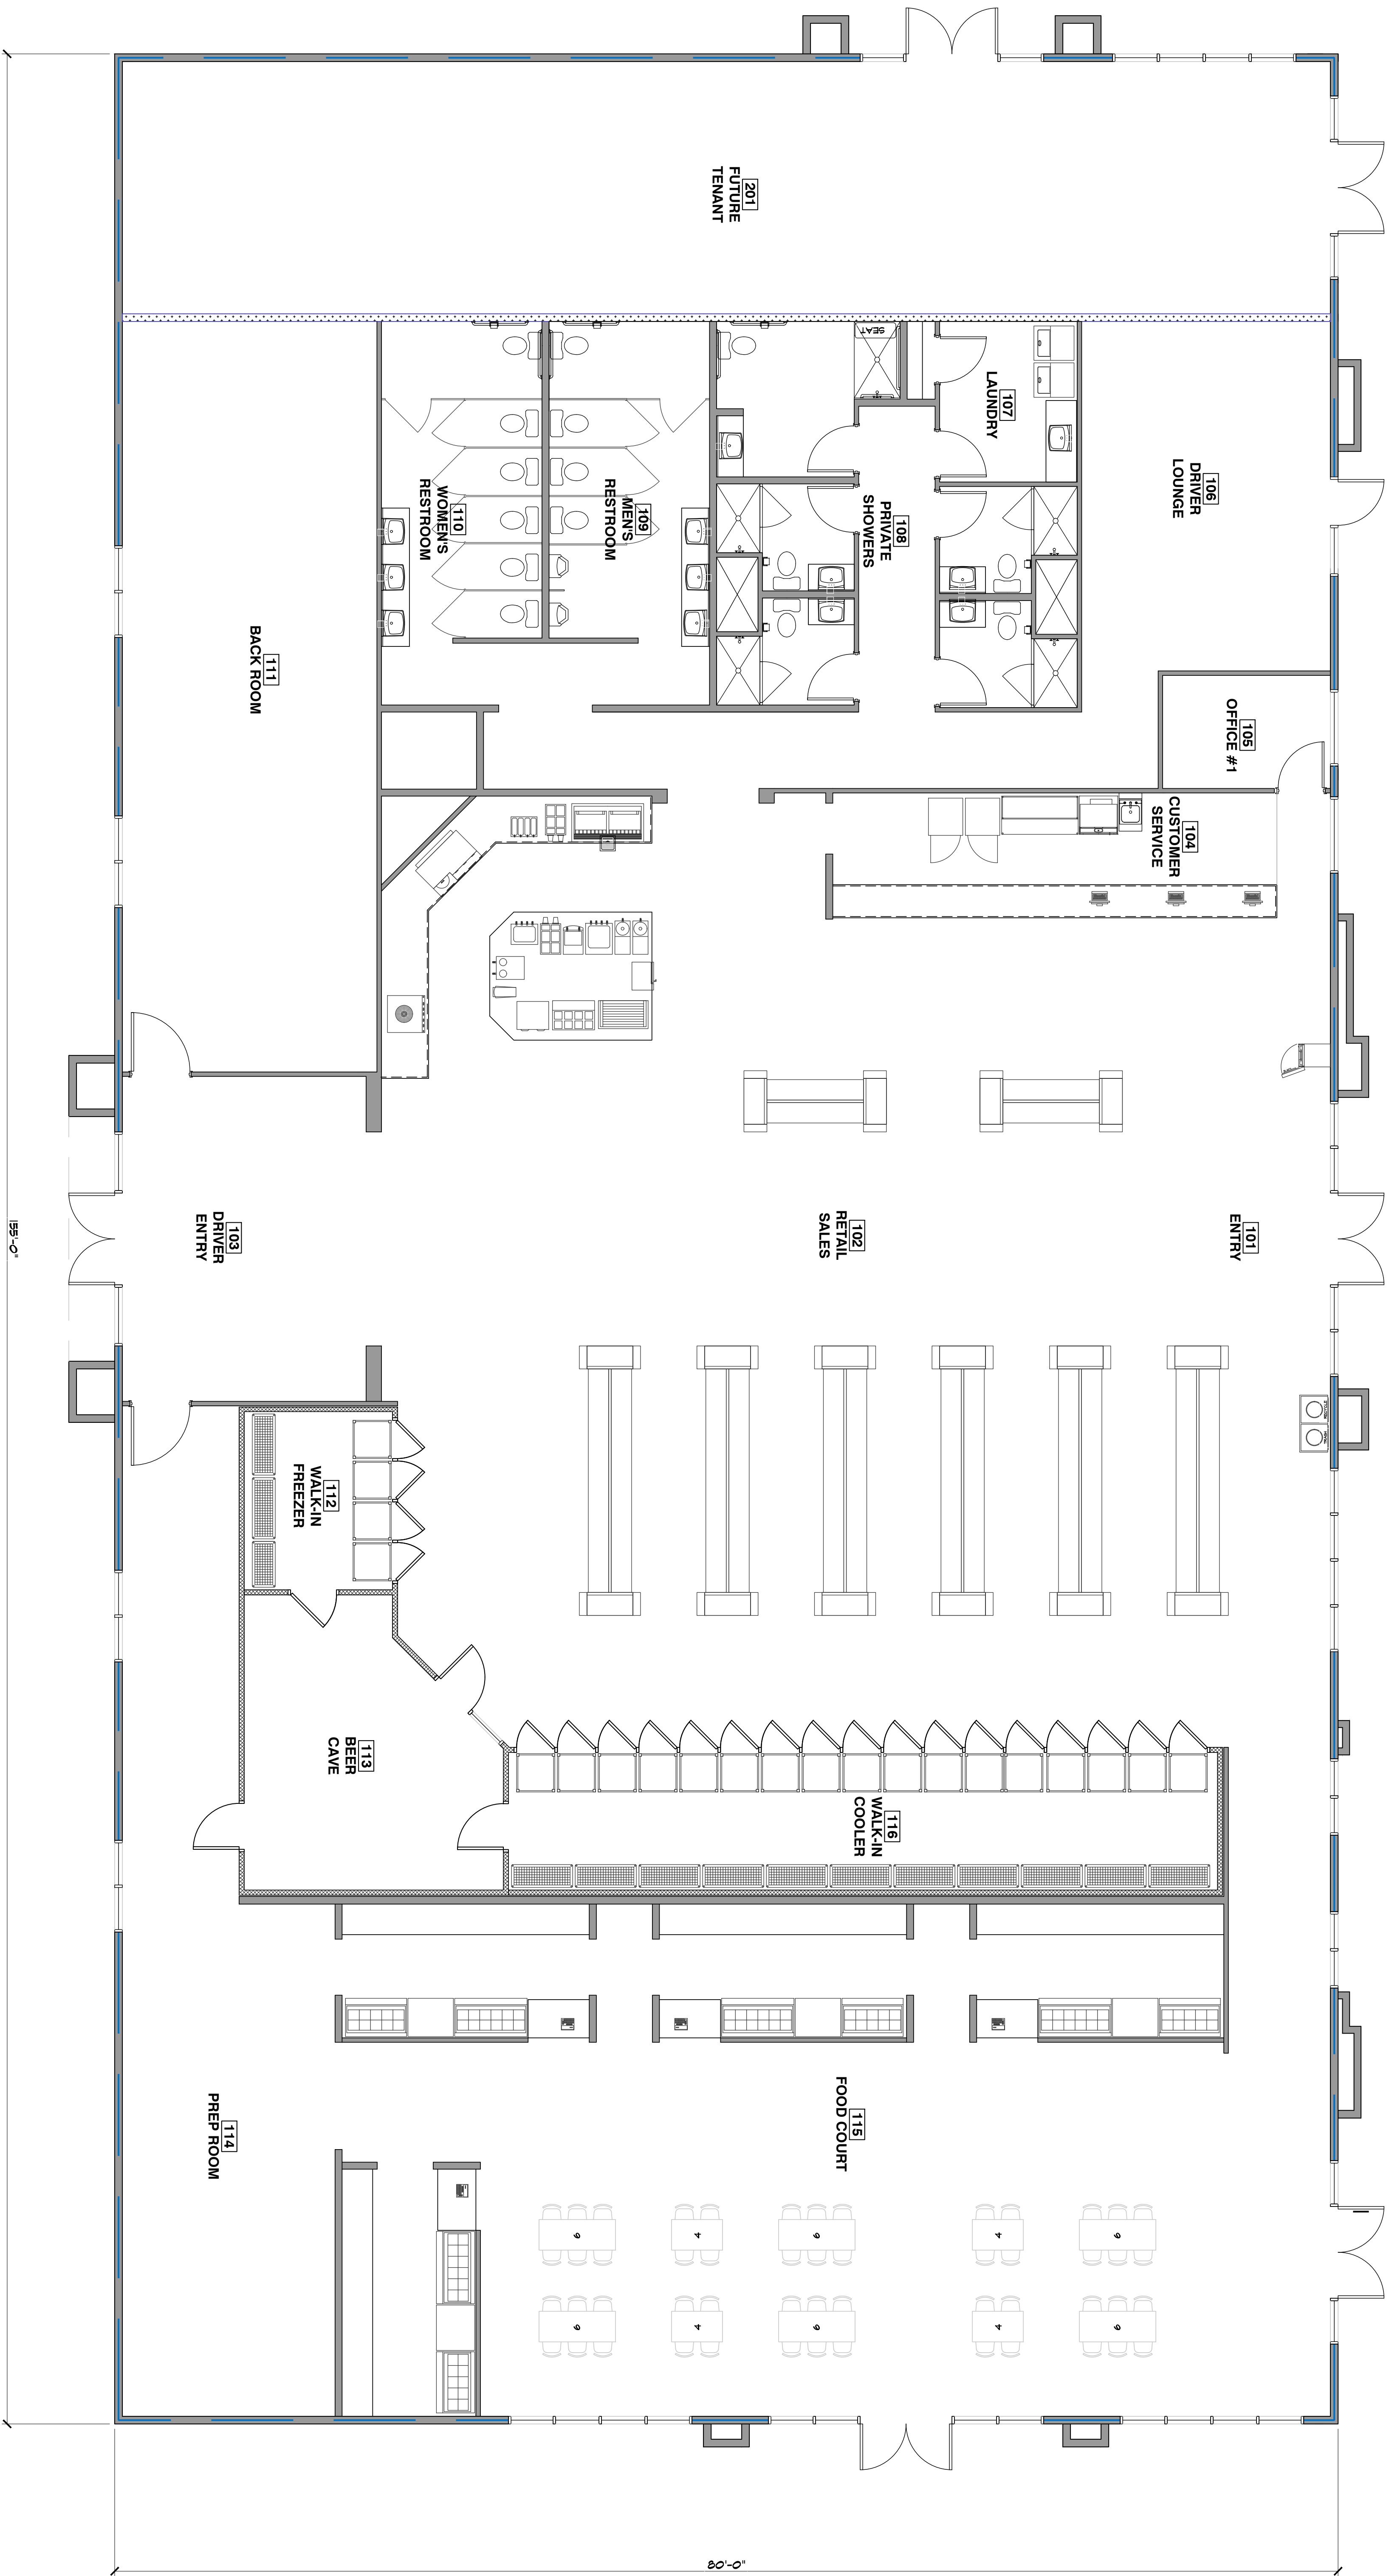 201
FUTURE
TENANT
SEAT
107
LAUNDRY
106
DRIVER
LOUNGE
108
PRIVATE
SHOWERS
109
MEN'S
RESTROOM
110
WOMEN'S
RESTROOM
111
BACK ROOM
105
OFFICE #1
104
CUSTOMER
SERVICE
101
ENTRY
102
RETAIL
SALES
103
DRIVER
ENTRY
112
WALK-IN
FREEZER
113
BEER
CAVE
116
WALK-IN
COOLER
115
FOOD COURT
114
PREP ROOM
6
4
6
4
6
6
4
6
4
6
155'-0"
80'-0"